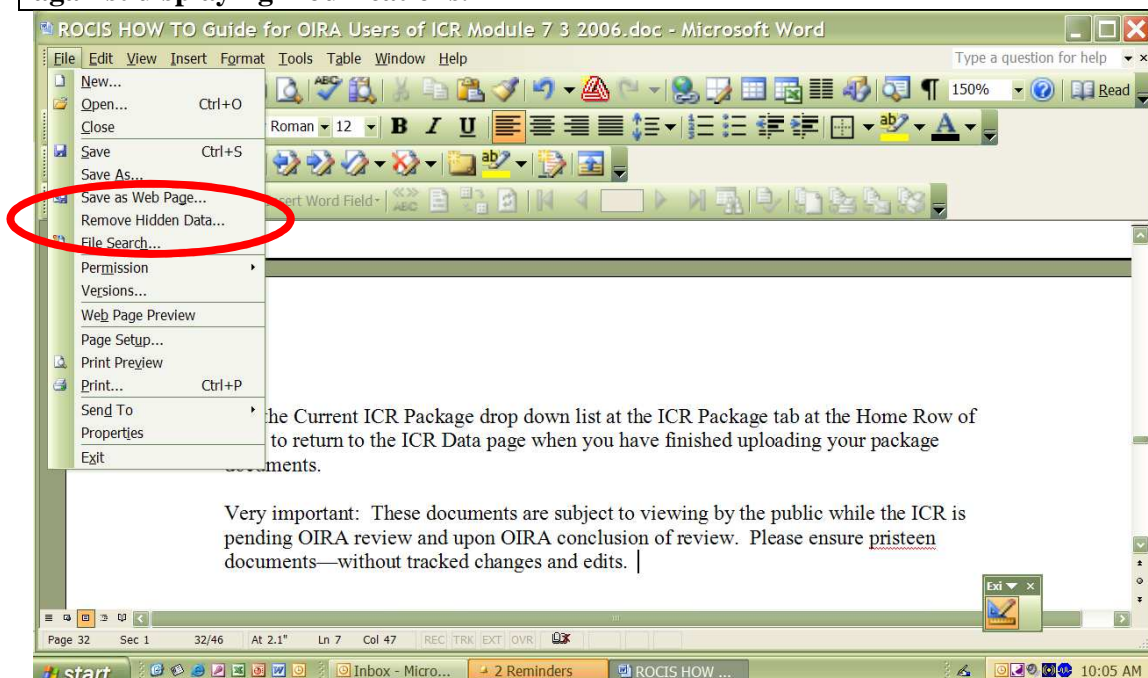 against displaying modifications.
ROCIS HOW TO Guide for OIRA Users of ICR Module 7 3 2006.doc - Microsoft Word
File Edit View Insert Format Tools Table Window Help Type a question for help
New...
Open... Ctrl+O
Close
Save Ctrl+S
Save As...
Save as Web Page...
Remove Hidden Data...
File Search...
Permission
Versions...
Web Page Preview
Page Setup...
Print Preview
Print... Ctrl+P
Send To
Properties
Exit
150% Read
Roman 12 B I U
Word Field
the Current ICR Package drop down list at the ICR Package tab at the Home Row of
to return to the ICR Data page when you have finished uploading your package
documents.
Very important: These documents are subject to viewing by the public while the ICR is
pending OIRA review and upon OIRA conclusion of review. Please ensure pristeen
documents—without tracked changes and edits.
Exi
Page 32 Sec 1 32/46 At 2.1" Ln 7 Col 47 REC TRK EXT OVR
start Inbox - Micro... 2 Reminders ROCIS HOW ... 10:05 AM